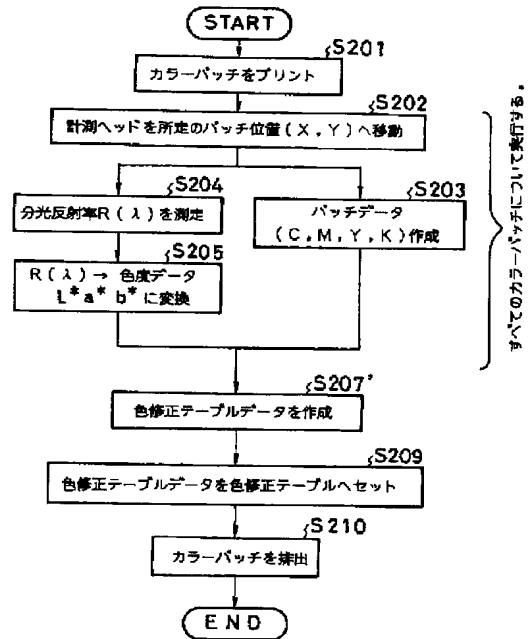 START
S201
カラーパッチをプリント
S202
計測ヘッドを所定のパッチ位置(X,Y)へ移動
S204
分光反射率R(λ)を測定
S203
パッチデータ
(C,M,Y,K)作成
S205
R(λ)→ 色度データ
L* a* b* に変換
すべてのカラーパッチについて実行する。
S207'
色修正テーブルデータを作成
S209
色修正テーブルデータを色修正テーブルへセット
S210
カラーパッチを排出
END